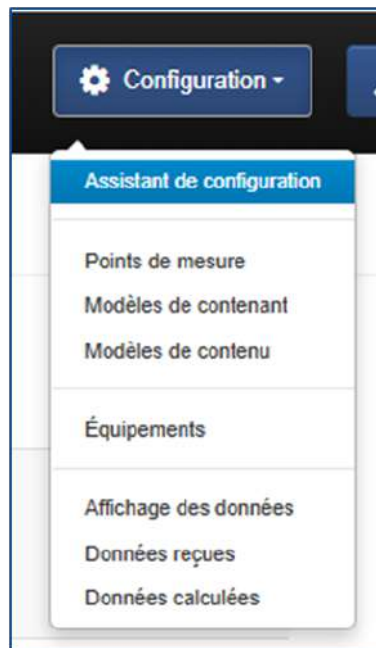 Configuration
Assistant de configuration
Points de mesure
Modèles de contenant
Modèles de contenu
Équipements
Affichage des données
Données reçues
Données calculées